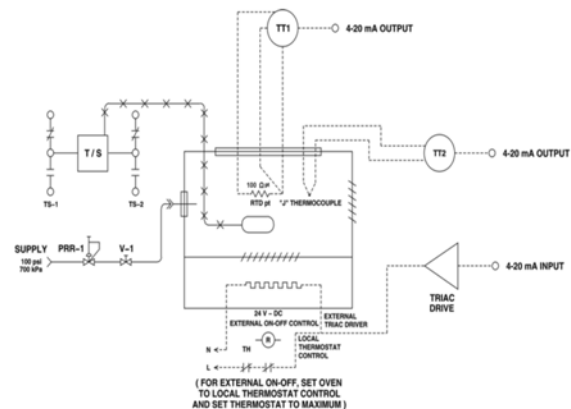 TT1
4-20 mA OUTPUT
T / S
TT2
4-20 mA OUTPUT
TS-1
TS-2
100 Ω pt
RTD pt
"J" THERMOCOUPLE
SUPPLY
100 psi
700 kPa
PRR-1
V-1
4-20 mA INPUT
TRIAC
DRIVE
24 V - DC
EXTERNAL ON-OFF CONTROL
EXTERNAL
TRIAC DRIVER
R
TH
LOCAL
THERMOSTAT
CONTROL
N
L
( FOR EXTERNAL ON-OFF, SET OVEN
TO LOCAL THERMOSTAT CONTROL
AND SET THERMOSTAT TO MAXIMUM )